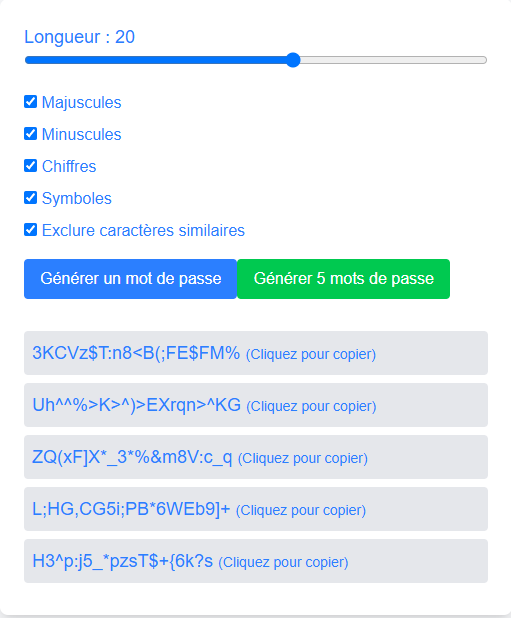 Longueur : 20
Majuscules
Minuscules
Chiffres
Symboles
Exclure caractères similaires
Générer un mot de passe Générer 5 mots de passe
3KCVz$T:n8<B(;FE$FM% (Cliquez pour copier)
Uh^^%>K>^)>EXrqn>^KG (Cliquez pour copier)
ZQ(xF]X*_3*%&m8V:c_q (Cliquez pour copier)
L;HG,CG5i;PB*6WEb9]+ (Cliquez pour copier)
H3^p:j5_*pzsT$+{6k?s (Cliquez pour copier)